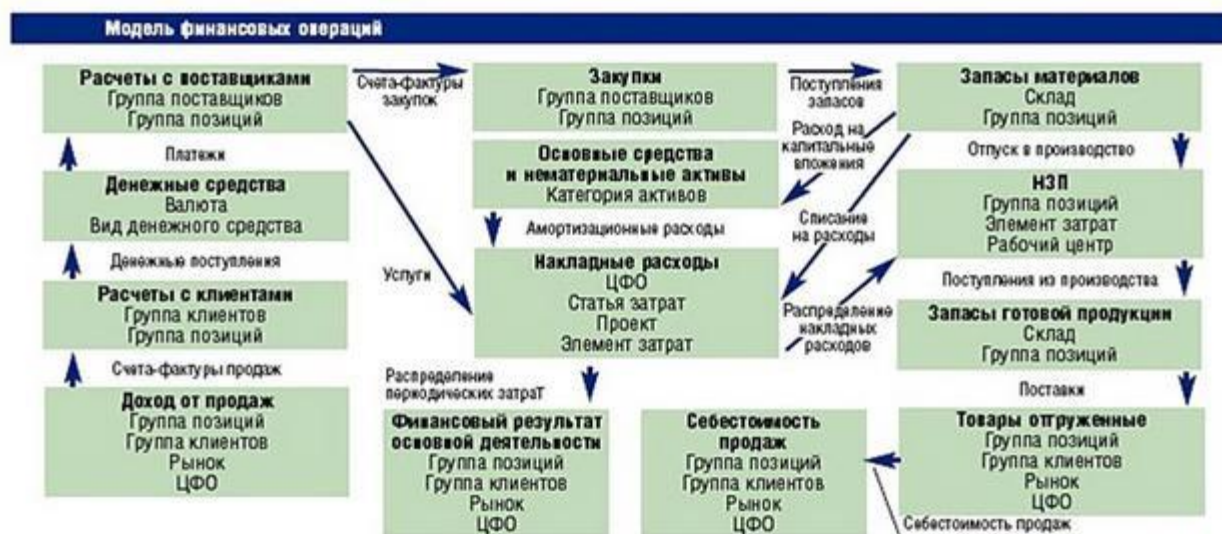 Модель финансовых операций
Расчеты с поставщиками
Группа поставщиков
Группа позиций
Счета-фактуры
закупок
Закупки
Группа поставщиков
Группа позиций
Поступления
запасов
Запасы материалов
Склад
Группа позиций
Платежи
Основные средства
и нематериальные активы
Категория активов
Расход на
капитальные
вложения
Отпуск в производство
Денежные средства
Валюта
Вид денежного средства
НЗП
Группа позиций
Элемент затрат
Рабочий центр
Амортизационные расходы
Списание
на расходы
Денежные поступления
Услуги
Накладные расходы
ЦФО
Статья затрат
Проект
Элемент затрат
Поступления из производства
Расчеты с клиентами
Группа клиентов
Группа позиций
Распределение
накладных
расходов
Запасы готовой продукции
Склад
Группа позиций
Счета-фактуры продаж
Распределение
периодических затраТ
Поставки
Доход от продаж
Группа позиций
Группа клиентов
Рынок
ЦФО
Финансовый результат
основной деятельности
Группа позиций
Группа клиентов
Рынок
ЦФО
Себестоимость
продаж
Группа позиций
Группа клиентов
Рынок
ЦФО
Товары отгруженные
Группа позиций
Группа клиентов
Рынок
ЦФО
Себестоимость продаж